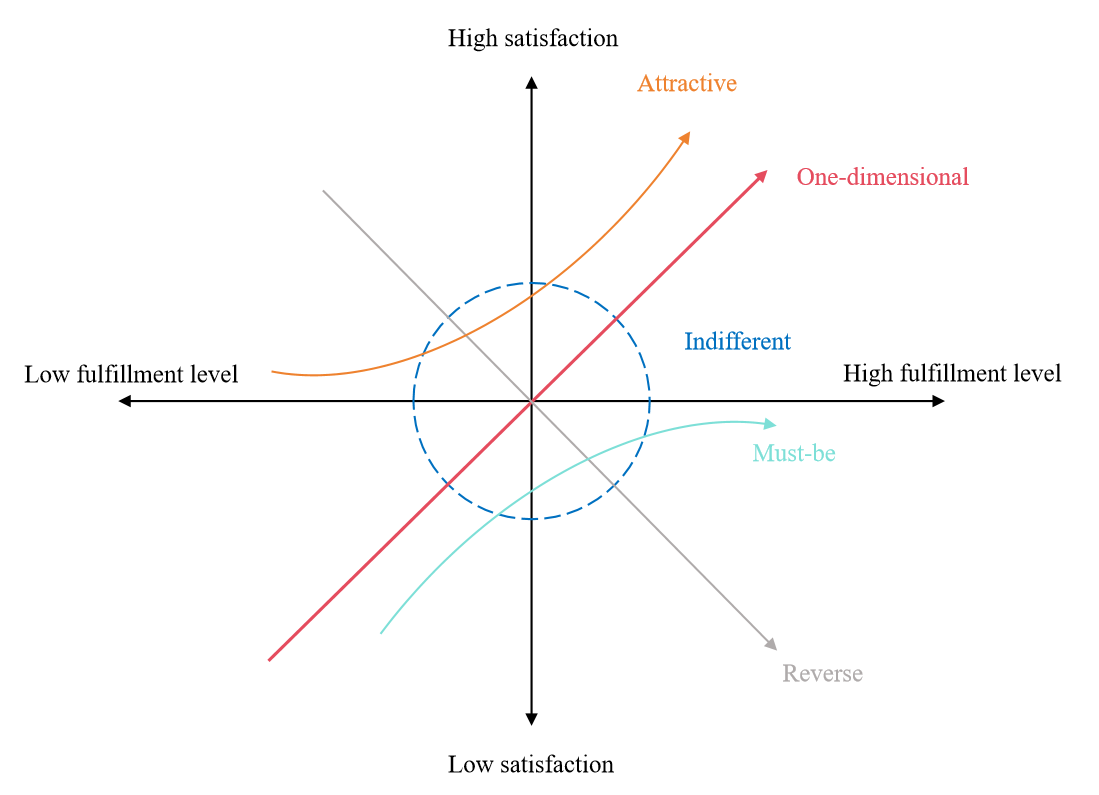 High satisfaction
Attractive
One-dimensional
Indifferent
Low fulfillment level
High fulfillment level
Must-be
Reverse
Low satisfaction